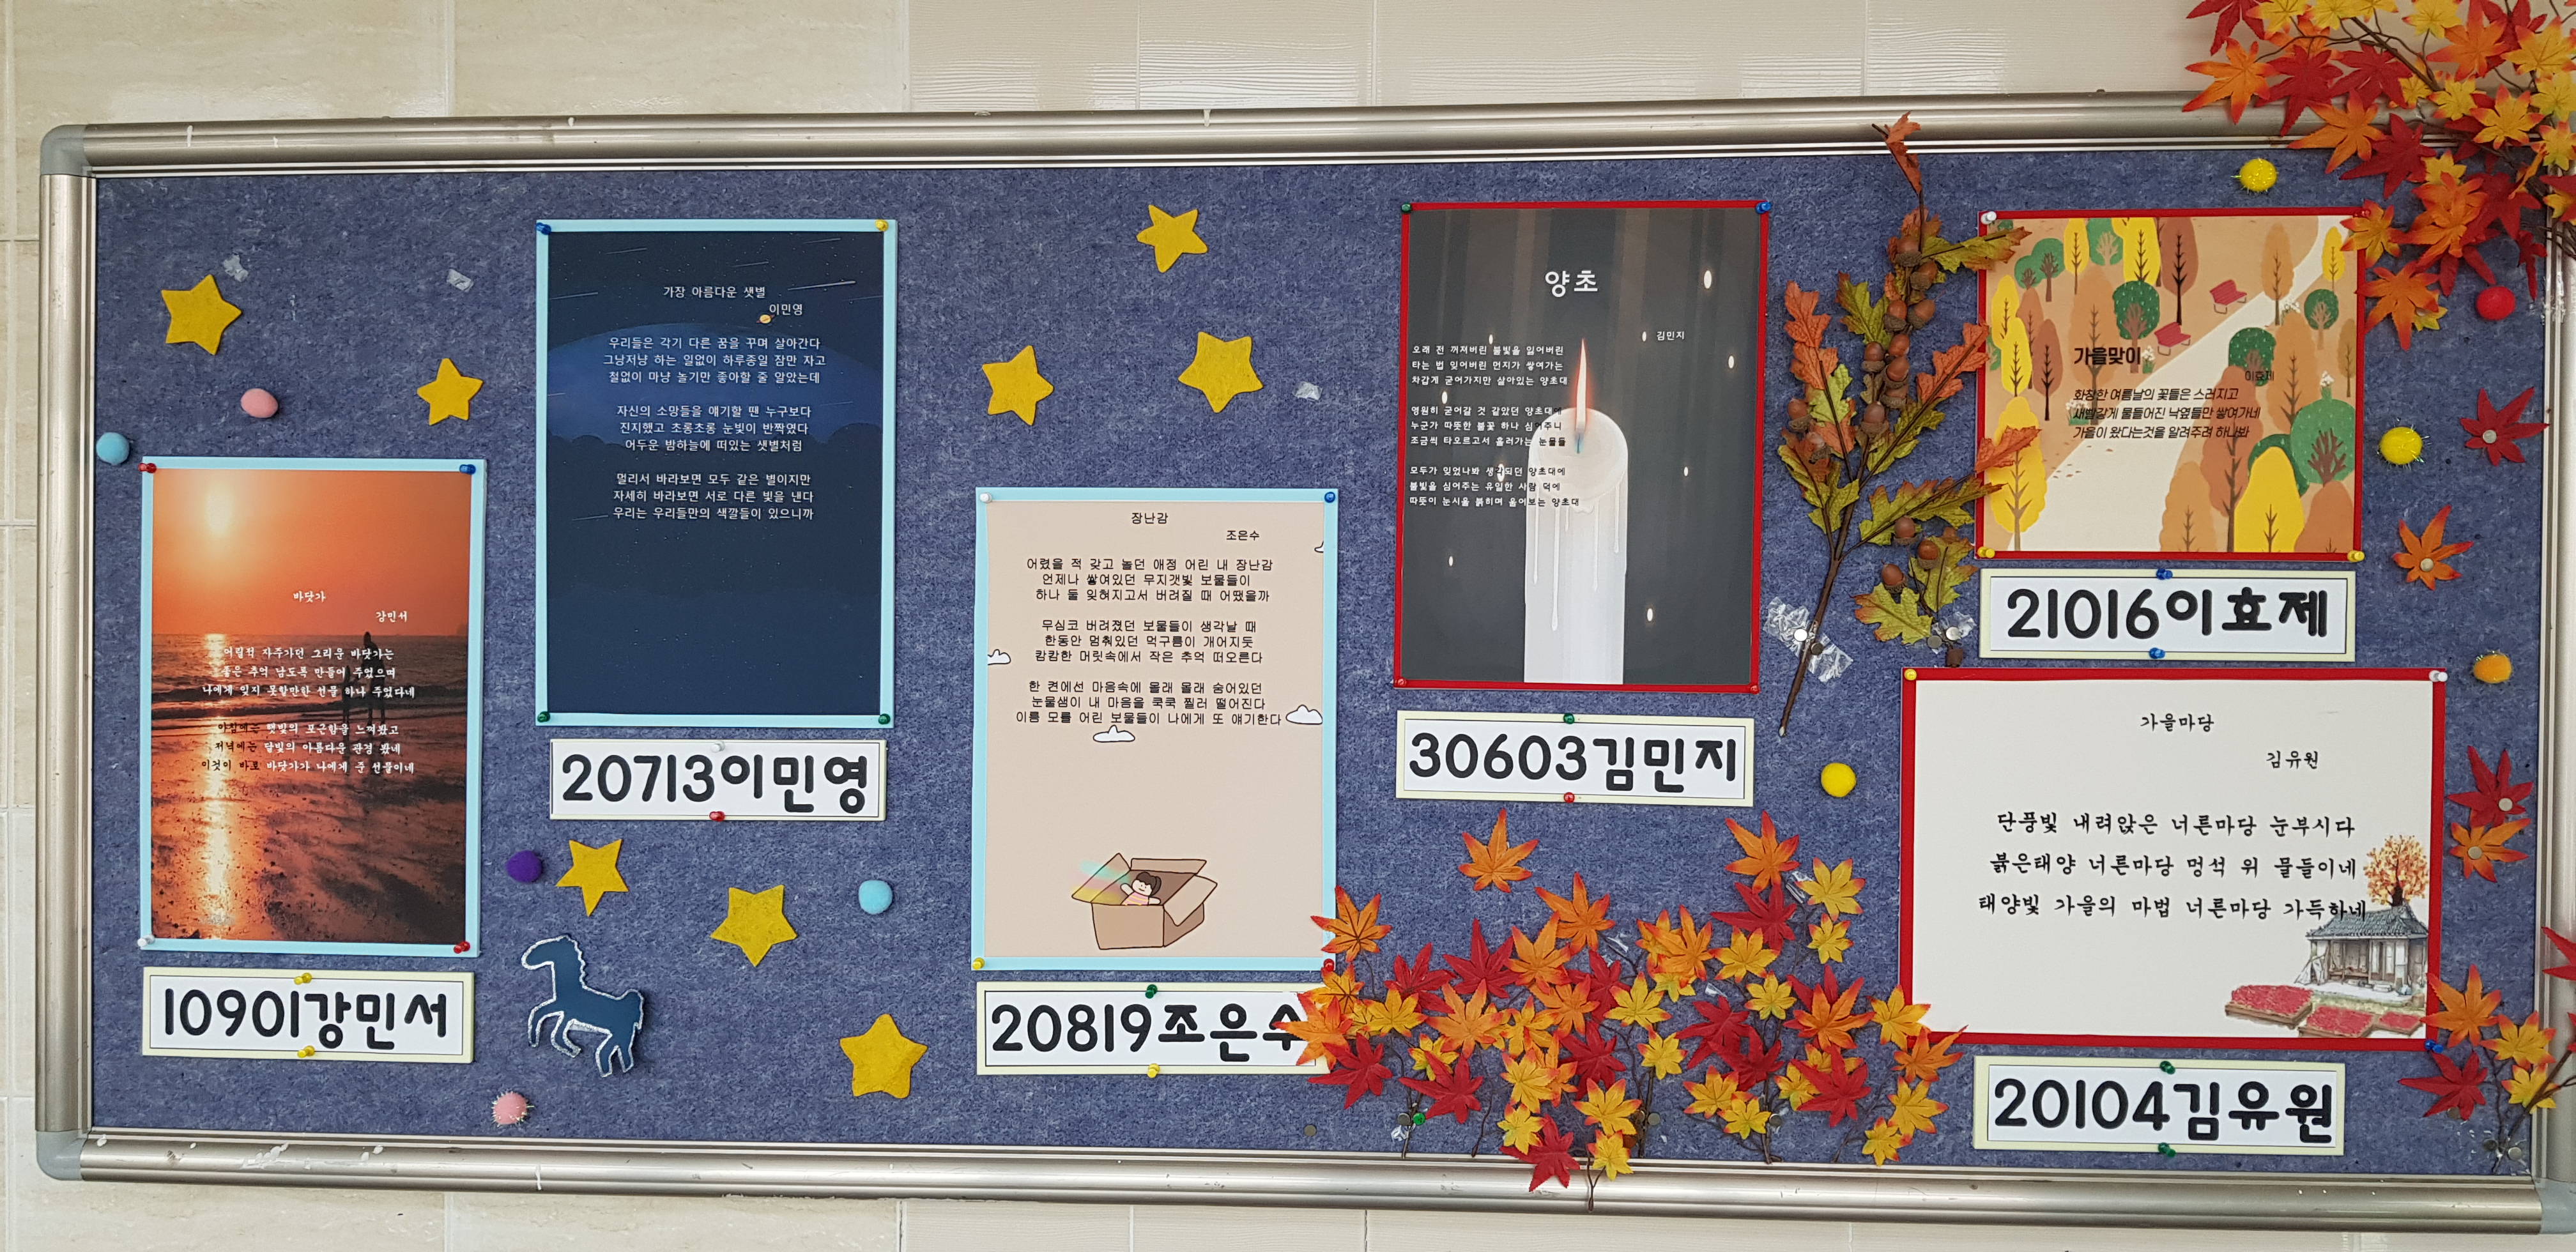 바닷가
강민서
어릴적 자주가던 그리운 바닷가는
좋은 추억 남도록 만들어 주었으며
나에게 잊지 못할만한 선물 하나 주었다네
아침에는 햇빛의 포근함을 느껴봤고
저녁에는 달빛의 아름다운 광경 봤네
이것이 바로 바닷가가 나에게 준 선물이네
10901강민서
가장 아름다운 샛별
이민영
우리들은 각기 다른 꿈을 꾸며 살아간다
그냥저냥 하는 일없이 하루종일 잠만 자고
철없이 마냥 놀기만 좋아할 줄 알았는데
자신의 소망들을 얘기할 땐 누구보다
진지했고 초롱초롱 눈빛이 반짝였다
어두운 밤하늘에 떠있는 샛별처럼
멀리서 바라보면 모두 같은 별이지만
자세히 바라보면 서로 다른 빛을 낸다
우리는 우리들만의 색깔들이 있으니까
20713이민영
장난감
조은수
어렸을 적 갖고 놀던 애정 어린 내 장난감
언제나 쌓여있던 무지갯빛 보물들이
하나 둘 잊혀지고서 버려질 때 어땠을까
무심코 버려졌던 보물들이 생각날 때
한동안 멈춰있던 먹구름이 개어지듯
캄캄한 머릿속에서 작은 추억 떠오른다
한 켠에선 마음속에 몰래 몰래 숨어있던
눈물샘이 내 마음을 쿡쿡 찔러 떨어진다
이름 모를 어린 보물들이 나에게 또 얘기한다
20819조은수
양초
김민지
오래 전 꺼져버린 불빛을 잃어버린
타는 법 잊어버린 먼지가 쌓여가는
차갑게 굳어가지만 살아있는 양초대
영원히 굳어갈 것 같았던 양초대에
누군가 따뜻한 불꽃 하나 심어주니
조금씩 타오르고서 흘러가는 눈물들
모두가 잊었나봐 생각되던 양초대에
불빛을 심어주는 유일한 사람 덕에
따뜻이 눈시울 붉히며 울어보는 양초대
30603김민지
가을맞이
이효제
화창한 여름날의 꽃들은 스러지고
새빨갛게 물들어진 낙엽들만 쌓여가네
가을이 왔다는것을 알려주려 하나봐
21016이효제
가을마당
김유원
단풍빛 내려앉은 너른마당 눈부시다
붉은태양 너른마당 멍석 위 물들이네
태양빛 가을의 마법 너른마당 가득하네
20104김유원